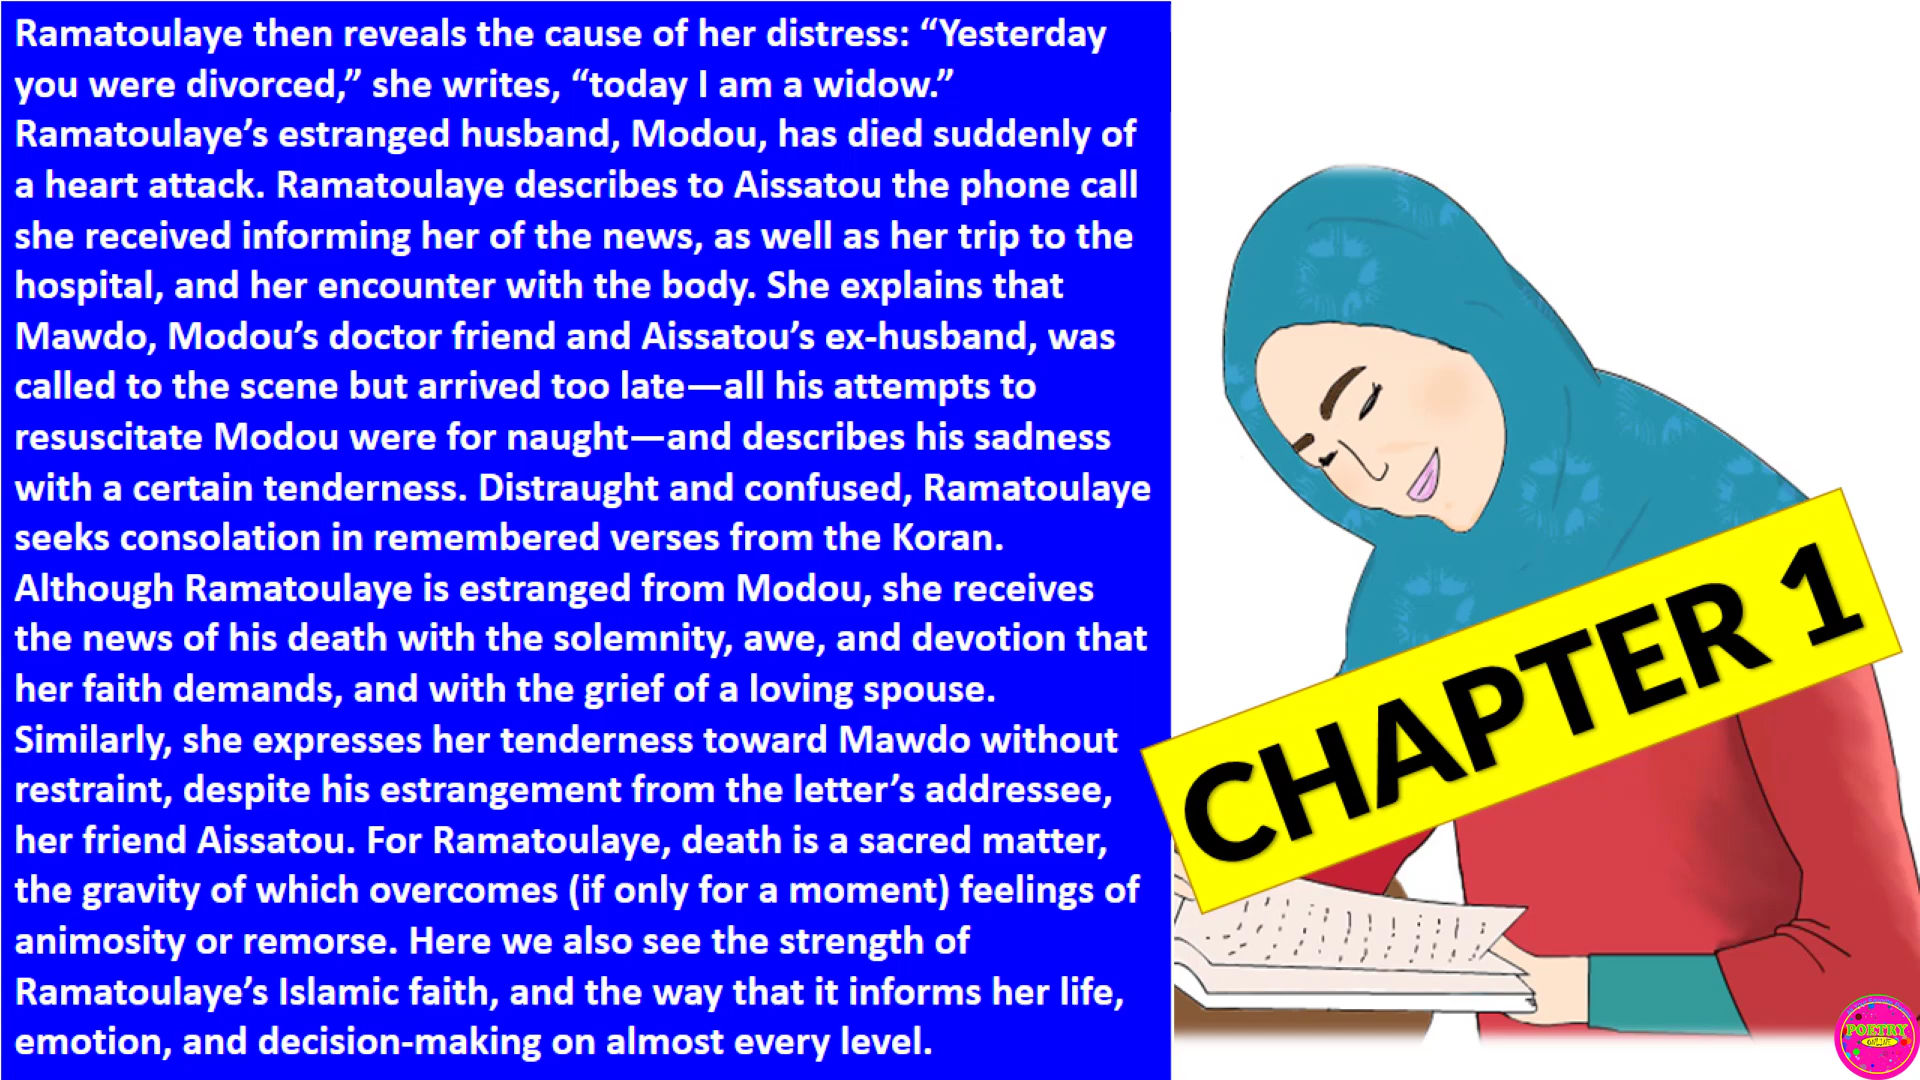 Ramatoulaye then reveals the cause of her distress: “Yesterday
you were divorced,” she writes, “today I am a widow.”
Ramatoulaye’s estranged husband, Modou, has died suddenly of
a heart attack. Ramatoulaye describes to Aissatou the phone call
she received informing her of the news, as well as her trip to the
hospital, and her encounter with the body. She explains that
Mawdo, Modou’s doctor friend and Aissatou’s ex-husband, was
called to the scene but arrived too late—all his attempts to
resuscitate Modou were for naught—and describes his sadness
with a certain tenderness. Distraught and confused, Ramatoulaye
seeks consolation in remembered verses from the Koran.
Although Ramatoulaye is estranged from Modou, she receives
the news of his death with the solemnity, awe, and devotion that
her faith demands, and with the grief of a loving spouse.
Similarly, she expresses her tenderness toward Mawdo without
restraint, despite his estrangement from the letter’s addressee,
her friend Aissatou. For Ramatoulaye, death is a sacred matter,
the gravity of which overcomes (if only for a moment) feelings of
animosity or remorse. Here we also see the strength of
Ramatoulaye’s Islamic faith, and the way that it informs her life,
emotion, and decision-making on almost every level.
CHAPTER 1
POETRY
ONLINE